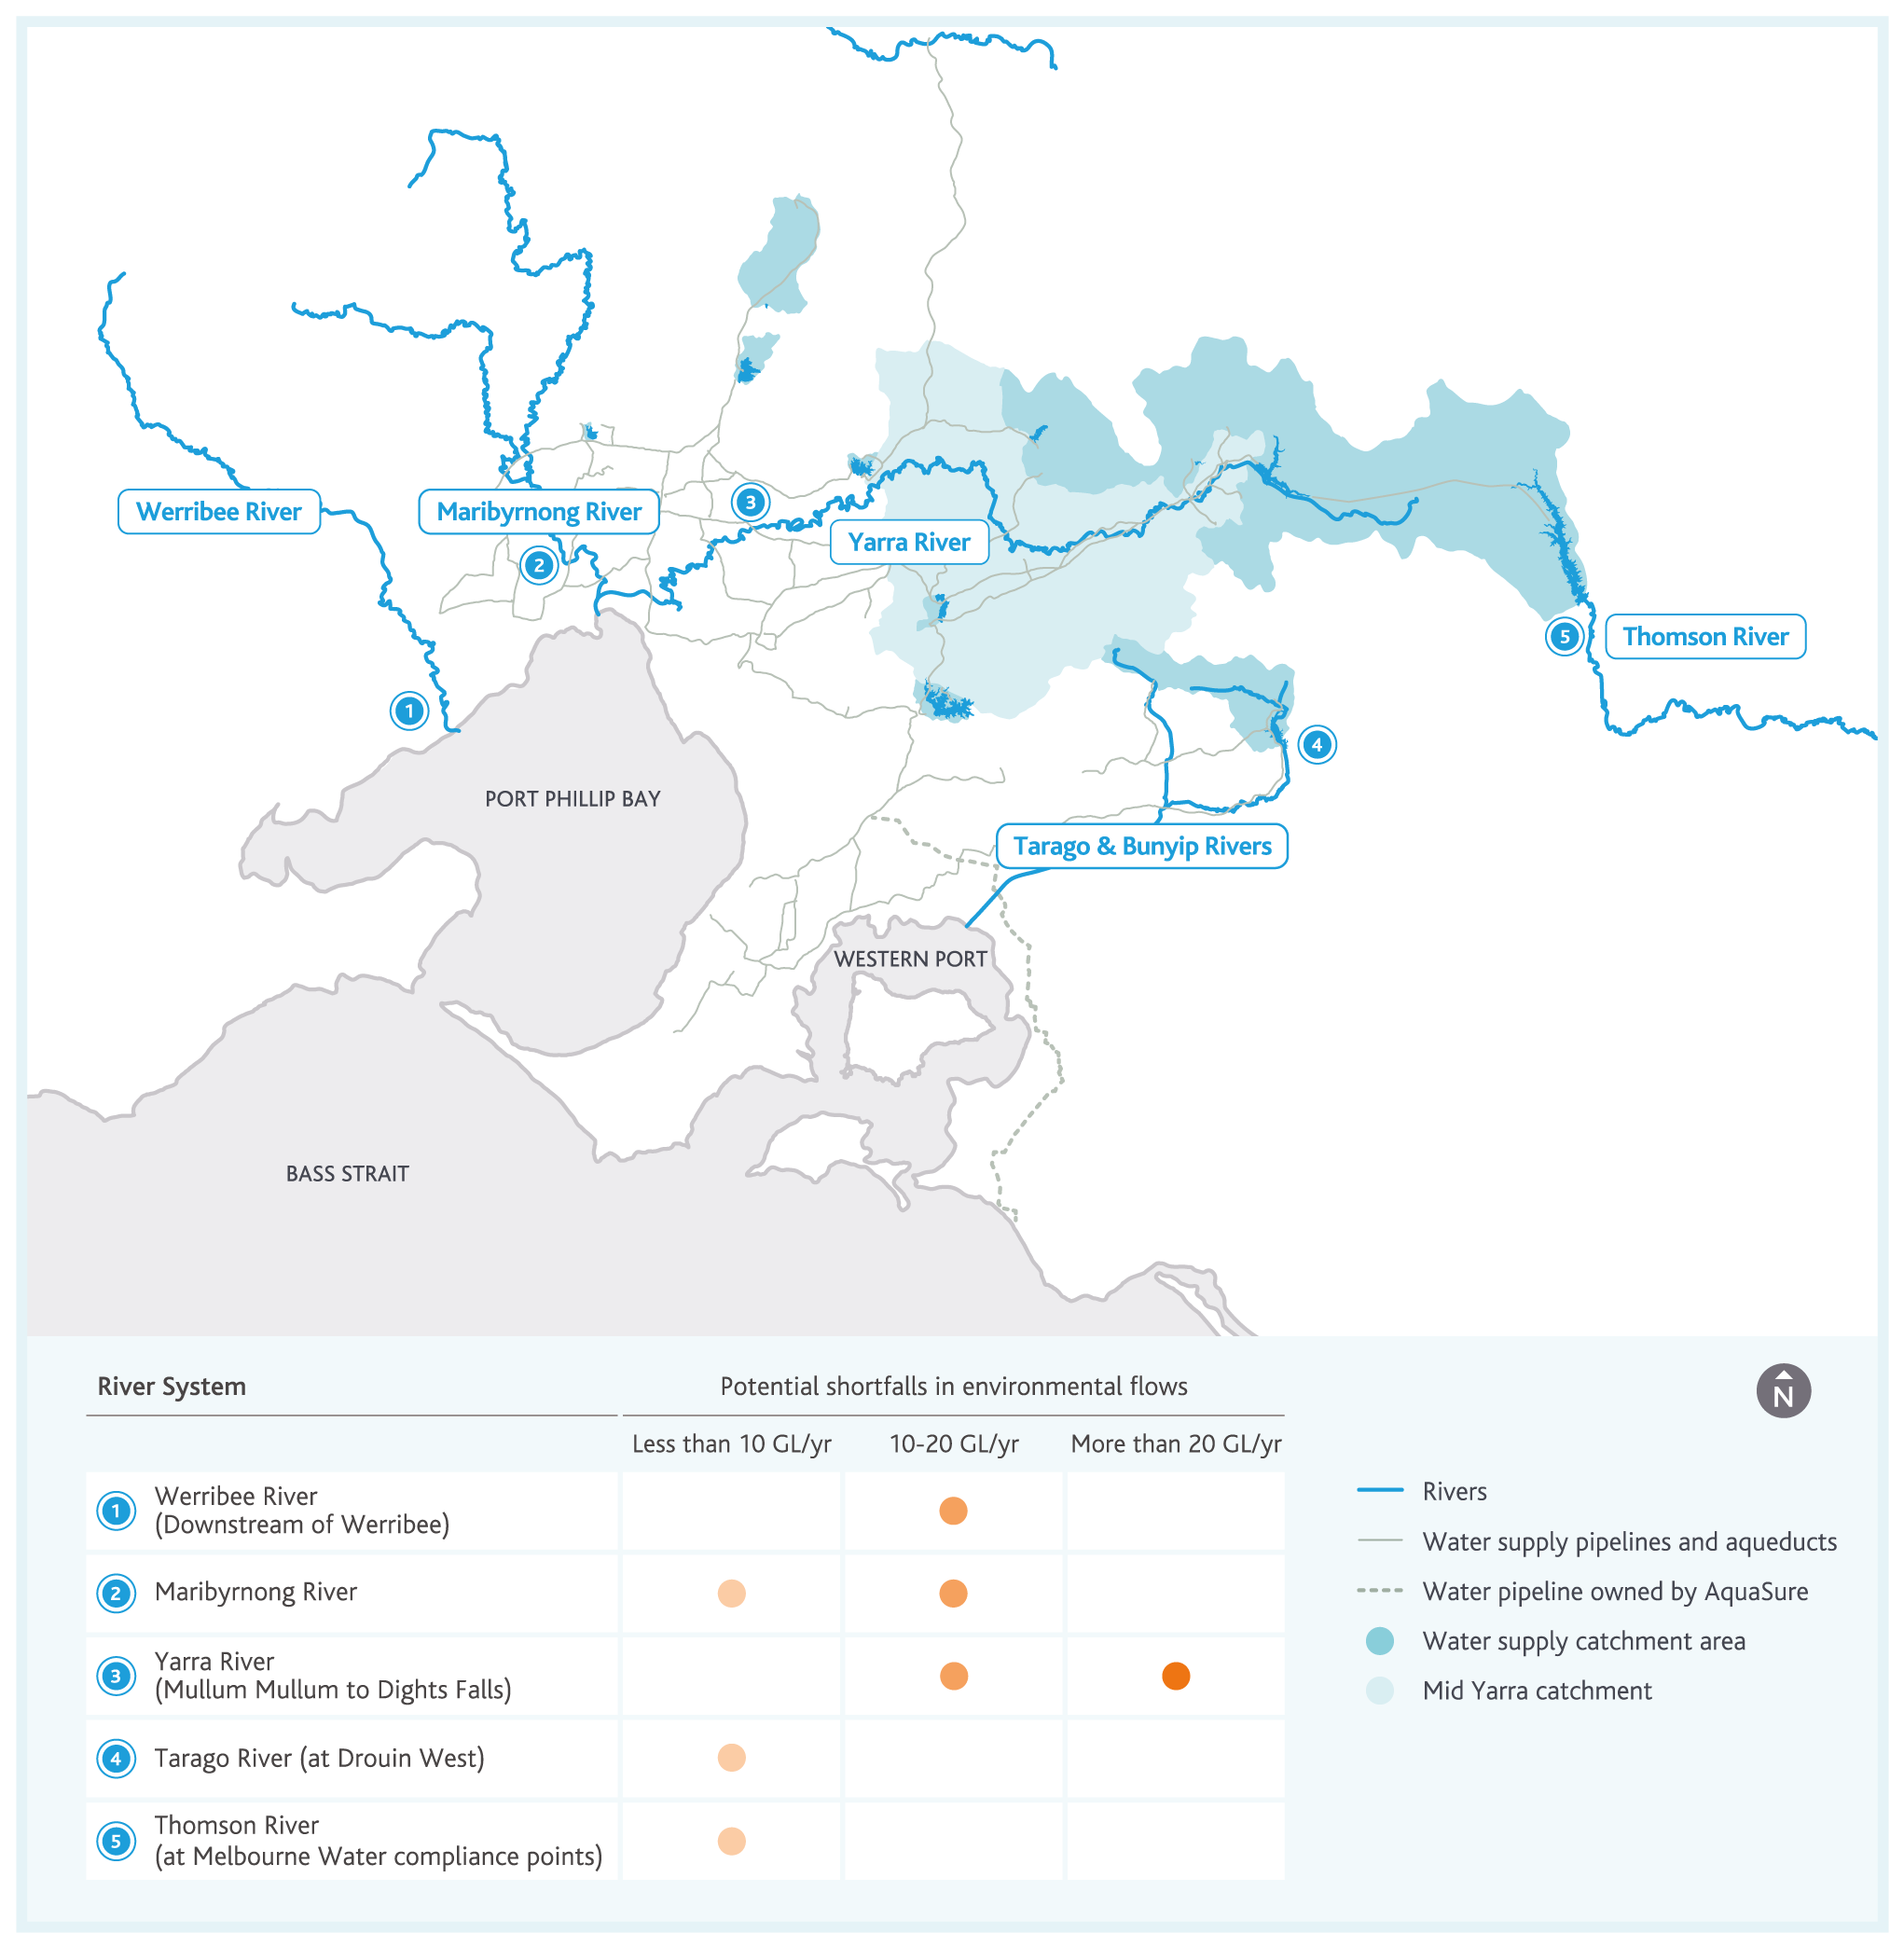 Werribee River
Maribyrnong River
3
Yarra River
2
5
Thomson River
1
4
PORT PHILLIP BAY
Tarago & Bunyip Rivers
WESTERN PORT
BASS STRAIT
River System
Potential shortfalls in environmental flows
N
Less than 10 GL/yr
10-20 GL/yr
More than 20 GL/yr
1
Werribee River
(Downstream of Werribee)
2
Maribyrnong River
3
Yarra River
(Mullum Mullum to Dights Falls)
4
Tarago River (at Drouin West)
5
Thomson River
(at Melbourne Water compliance points)
Rivers
Water supply pipelines and aqueducts
Water pipeline owned by AquaSure
Water supply catchment area
Mid Yarra catchment